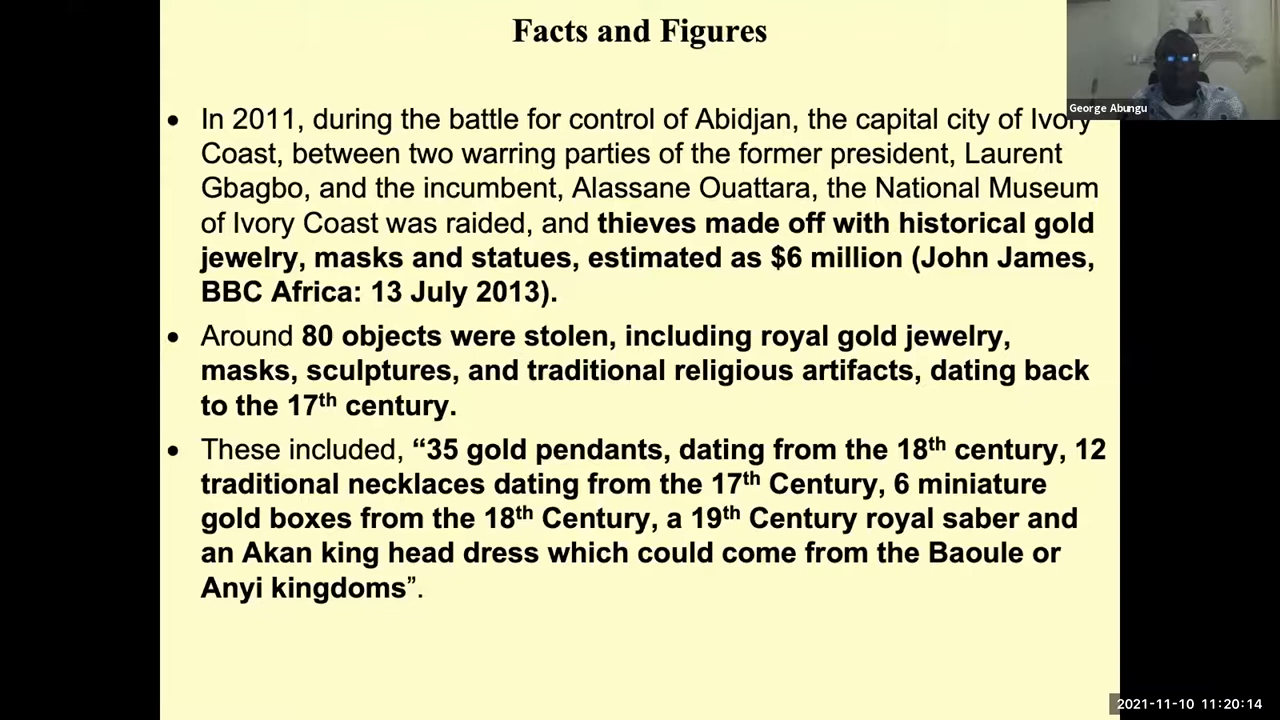 Facts and Figures
George Abungu
• In 2011, during the battle for control of Abidjan, the capital city of Ivory
Coast, between two warring parties of the former president, Laurent
Gbagbo, and the incumbent, Alassane Ouattara, the National Museum
of Ivory Coast was raided, and thieves made off with historical gold
jewelry, masks and statues, estimated as $6 million (John James,
BBC Africa: 13 July 2013).
• Around 80 objects were stolen, including royal gold jewelry,
masks, sculptures, and traditional religious artifacts, dating back
to the 17th century.
• These included, “35 gold pendants, dating from the 18th century, 12
traditional necklaces dating from the 17th Century, 6 miniature
gold boxes from the 18th Century, a 19th Century royal saber and
an Akan king head dress which could come from the Baoule or
Anyi kingdoms”.
2021-11-10 11:20:14